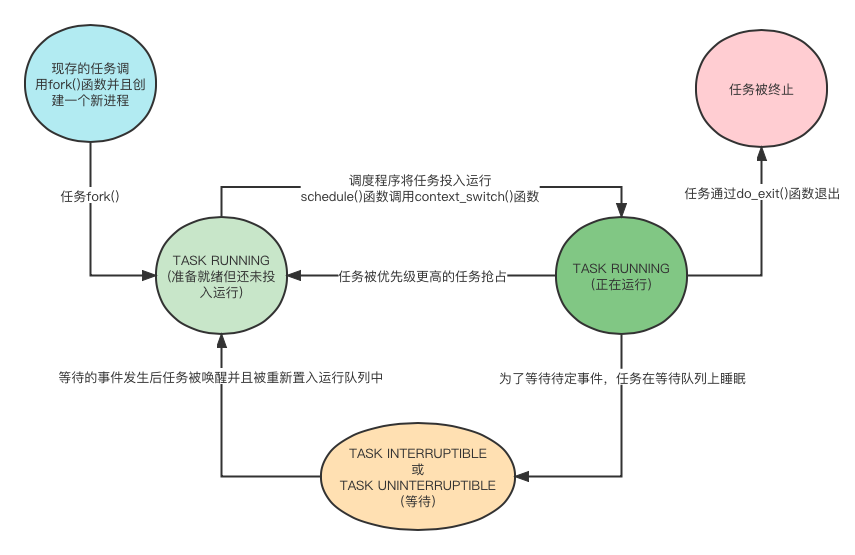 现存的任务调
用fork()函数并且创
建一个新进程
任务被终止
任务fork()
调度程序将任务投入运行
schedule()函数调用context_switch()函数
任务通过do_exit()函数退出
TASK RUNNING
(准备就绪但还未投
入运行)
任务被优先级更高的任务抢占
TASK RUNNING
(正在运行)
等待的事件发生后任务被唤醒并且被重新置入运行队列中
为了等待待定事件，任务在等待队列上睡眠
TASK INTERRUPTIBLE
或
TASK UNINTERRUPTIBLE
(等待)